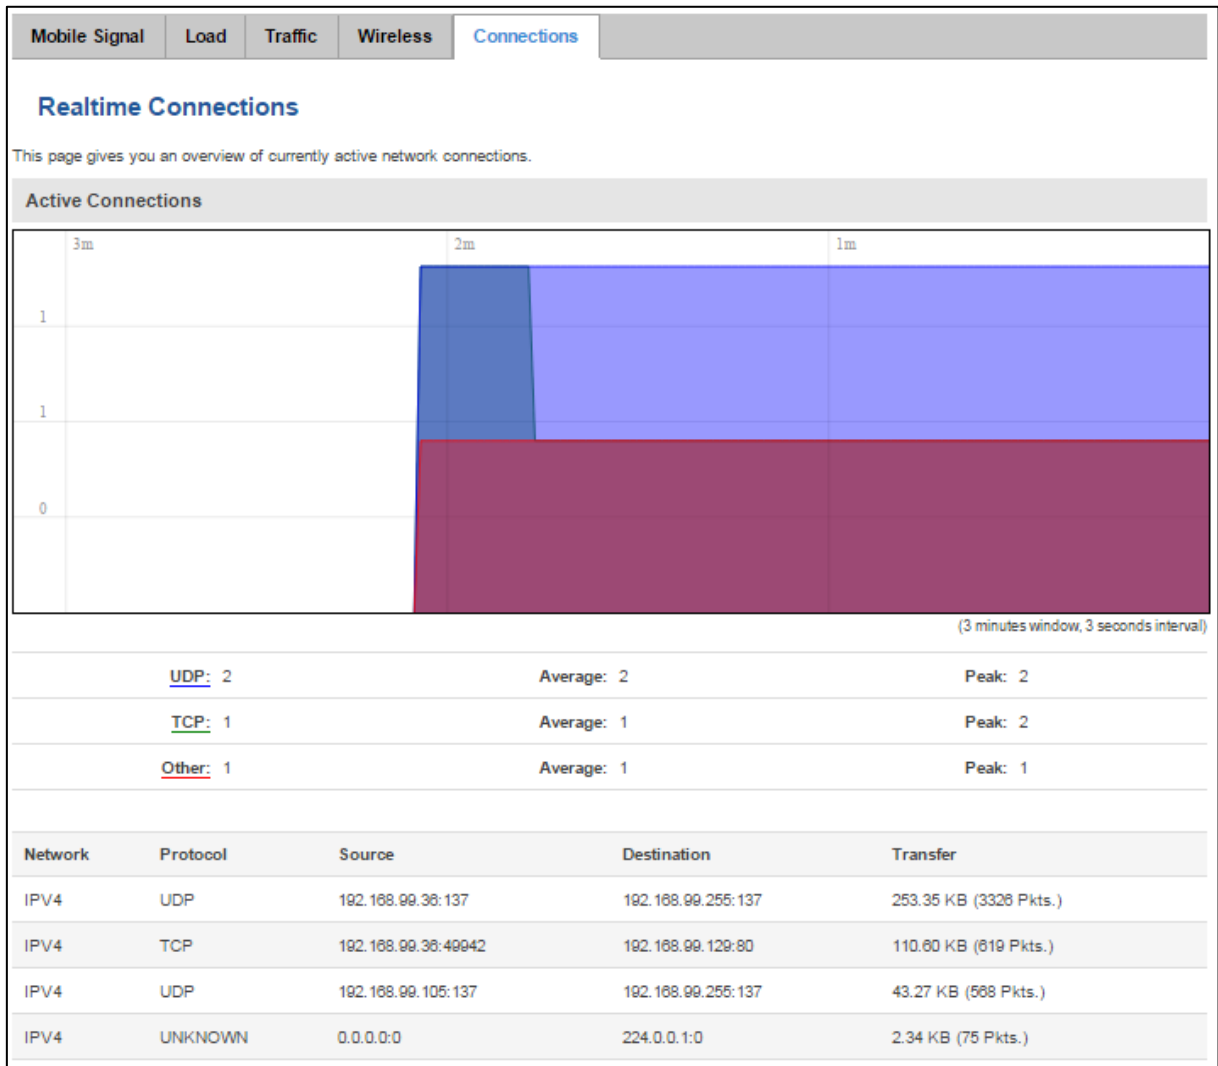 Mobile Signal Load Traffic Wireless Connections
Realtime Connections
This page gives you an overview of currently active network connections.
Active Connections
3m 2m 1m
1
1
0
(3 minutes window, 3 seconds interval)
UDP: 2 Average: 2 Peak: 2
TCP: 1 Average: 1 Peak: 2
Other: 1 Average: 1 Peak: 1
Network Protocol Source Destination Transfer
IPV4 UDP 192.168.99.36:137 192.168.99.255:137 253.35 KB (3326 Pkts.)
IPV4 TCP 192.168.99.36:49942 192.168.99.129:80 110.60 KB (619 Pkts.)
IPV4 UDP 192.168.99.105:137 192.168.99.255:137 43.27 KB (568 Pkts.)
IPV4 UNKNOWN 0.0.0.0:0 224.0.0.1:0 2.34 KB (75 Pkts.)